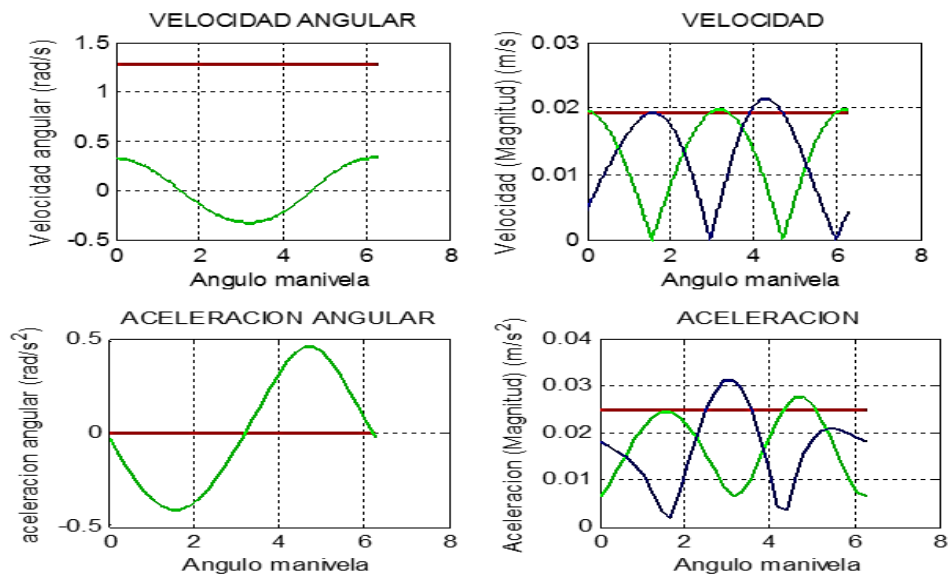 VELOCIDAD ANGULAR
Velocidad angular (rad/s)
1.5
1
0.5
0
-0.5
0 2 4 6 8
Angulo manivela
VELOCIDAD
Velocidad (Magnitud) (m/s)
0.03
0.02
0.01
0
0 2 4 6 8
Angulo manivela
ACELERACION ANGULAR
aceleracion angular (rad/s²)
0.5
0
-0.5
0 2 4 6 8
Angulo manivela
ACELERACION
Aceleracion (Magnitud) (m/s²)
0.04
0.03
0.02
0.01
0
0 2 4 6 8
Angulo manivela